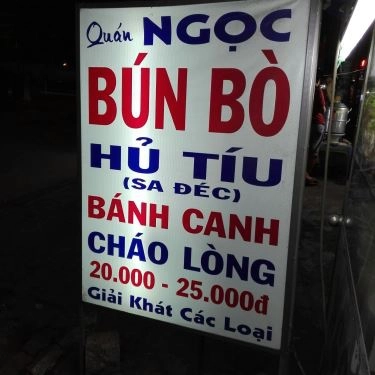 Quán NGỌC
BÚN BÒ
HỦ TÍU
(SA ĐÉC)
BÁNH CANH
CHÁO LÒNG
20.000 - 25.000đ
Giải Khát Các Loại